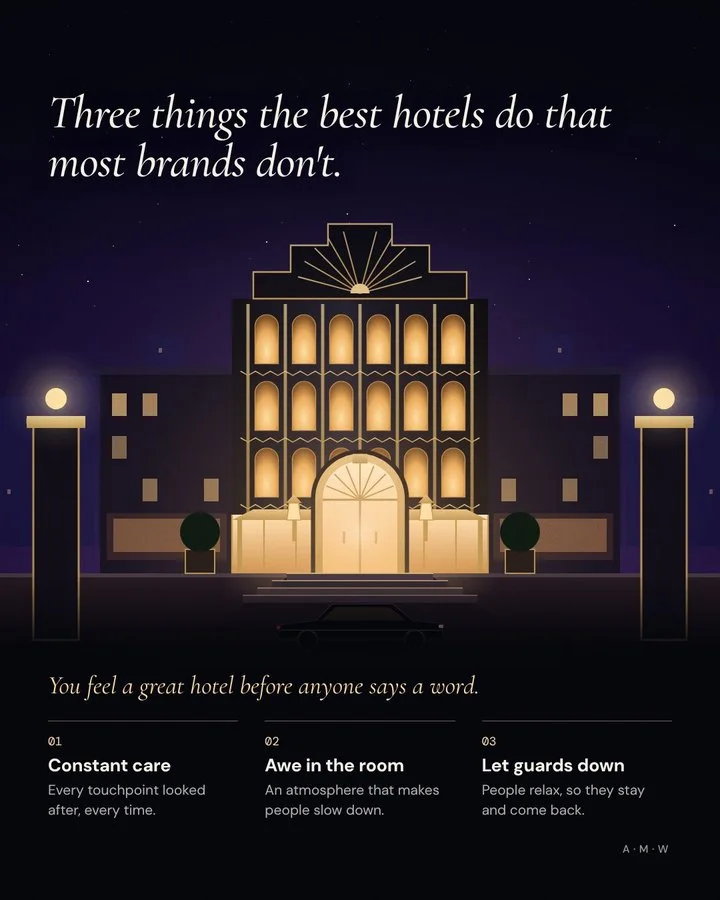 Three things the best hotels do that
most brands don't.
You feel a great hotel before anyone says a word.
01
Constant care
Every touchpoint looked
after, every time.
02
Awe in the room
An atmosphere that makes
people slow down.
03
Let guards down
People relax, so they stay
and come back.
A·M·W